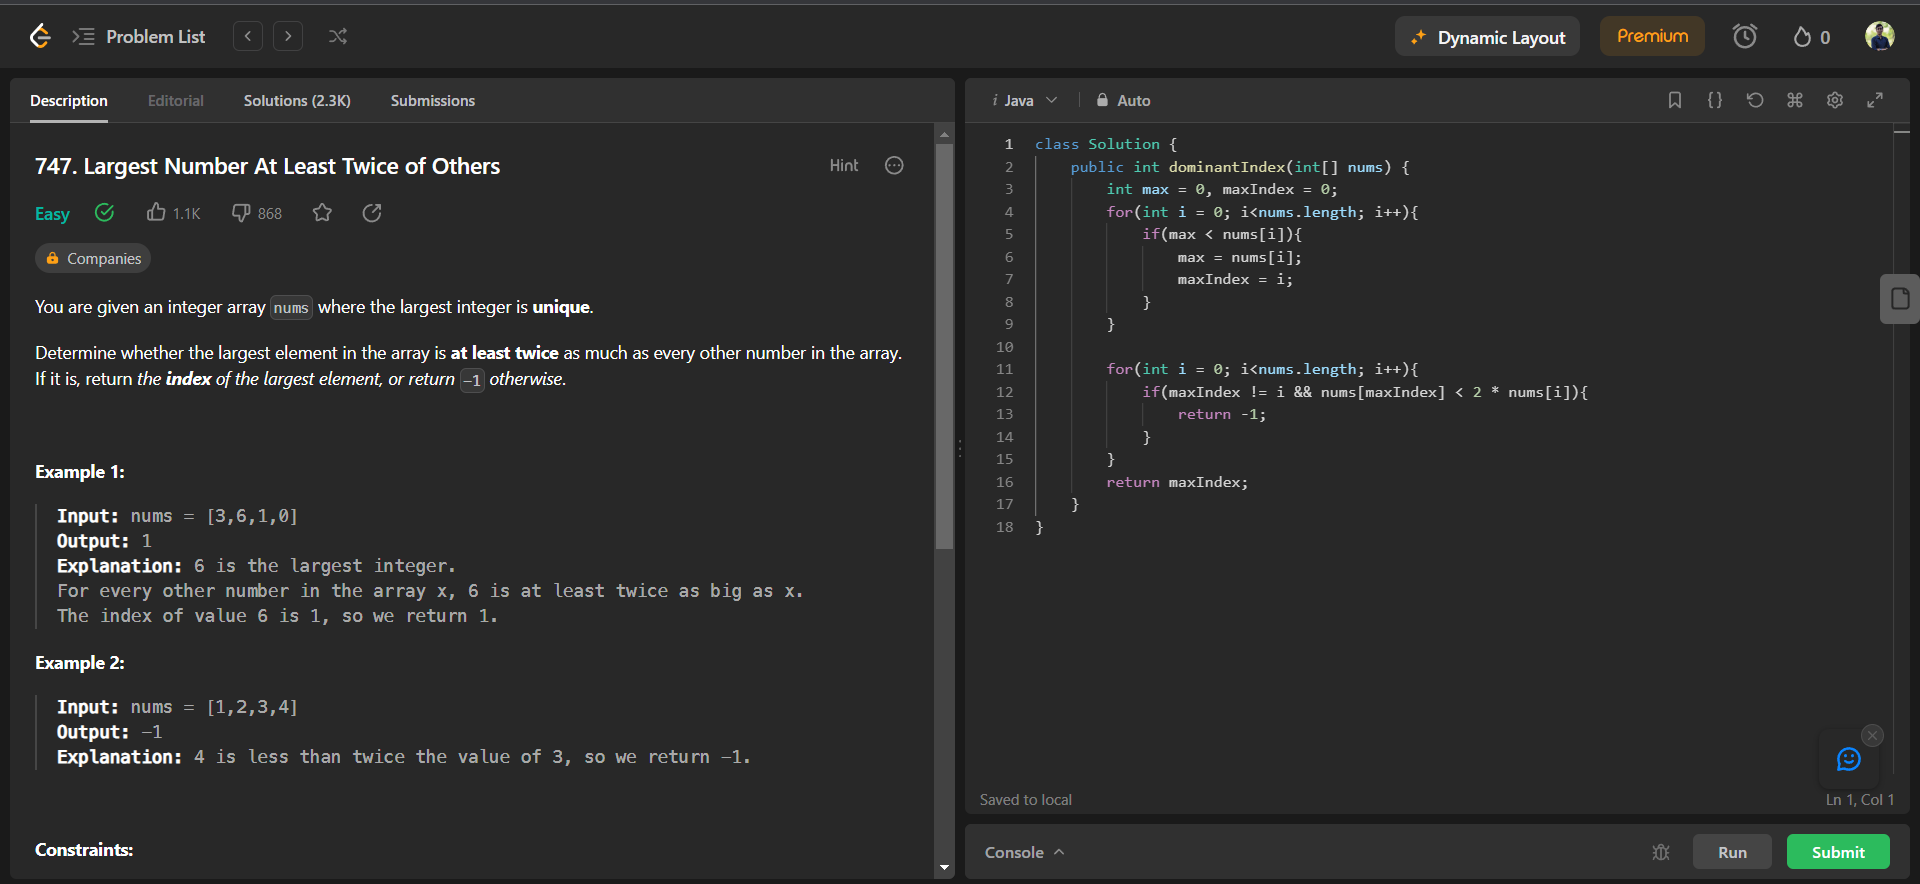 Problem List
Dynamic Layout
Premium
0
Description
Editorial
Solutions (2.3K)
Submissions
747. Largest Number At Least Twice of Others
Hint
Easy
1.1K
868
Companies
You are given an integer array nums where the largest integer is unique.
Determine whether the largest element in the array is at least twice as much as every other number in the array.
If it is, return the index of the largest element, or return -1 otherwise.
Example 1:
Input: nums = [3,6,1,0]
Output: 1
Explanation: 6 is the largest integer.
For every other number in the array x, 6 is at least twice as big as x.
The index of value 6 is 1, so we return 1.
Example 2:
Input: nums = [1,2,3,4]
Output: -1
Explanation: 4 is less than twice the value of 3, so we return -1.
Constraints:
i Java
Auto
1 class Solution {
2 public int dominantIndex(int[] nums) {
3 int max = 0, maxIndex = 0;
4 for(int i = 0; i<nums.length; i++){
5 if(max < nums[i]){
6 max = nums[i];
7 maxIndex = i;
8 }
9 }
10
11 for(int i = 0; i<nums.length; i++){
12 if(maxIndex != i && nums[maxIndex] < 2 * nums[i]){
13 return -1;
14 }
15 }
16 return maxIndex;
17 }
18 }
Saved to local
Ln 1, Col 1
Console
Run
Submit